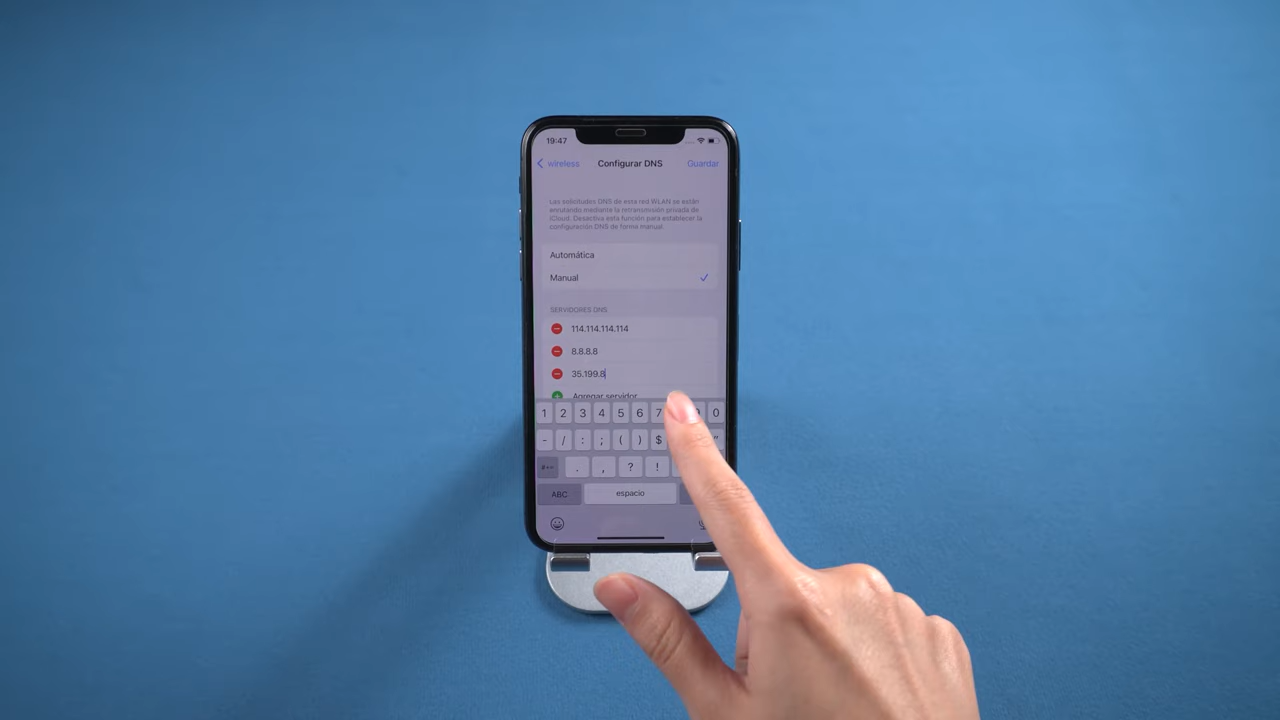 19:47
wireless Configurar DNS Guardar
Las solicitudes DNS de esta red WLAN se están
enrutando mediante la retransmisión privada de
iCloud. Desactiva esta función para establecer la
configuración DNS de forma manual.
Automática
Manual
SERVIDORES DNS
114.114.114.114
8.8.8.8
35.199.8
Agregar servidor
1 2 3 4 5 6 7 9 0
- / : ; ( ) $ "
#+= . , ? !
ABC espacio